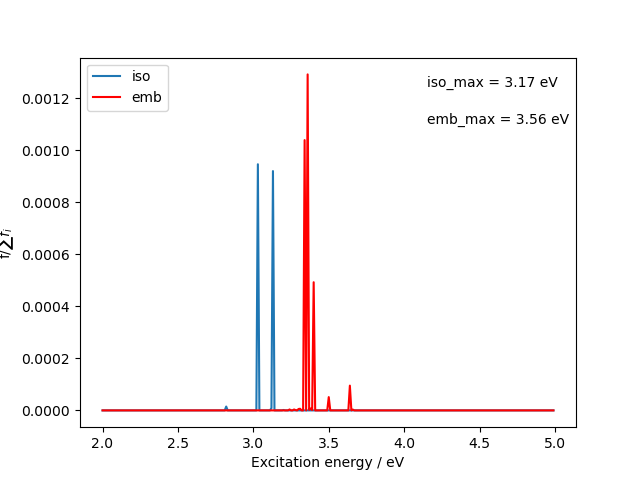 iso
emb
iso_max = 3.17 eV
emb_max = 3.56 eV
0.0012
0.0010
0.0008
0.0006
0.0004
0.0002
0.0000
f/∑fᵢ
2.0 2.5 3.0 3.5 4.0 4.5 5.0
Excitation energy / eV